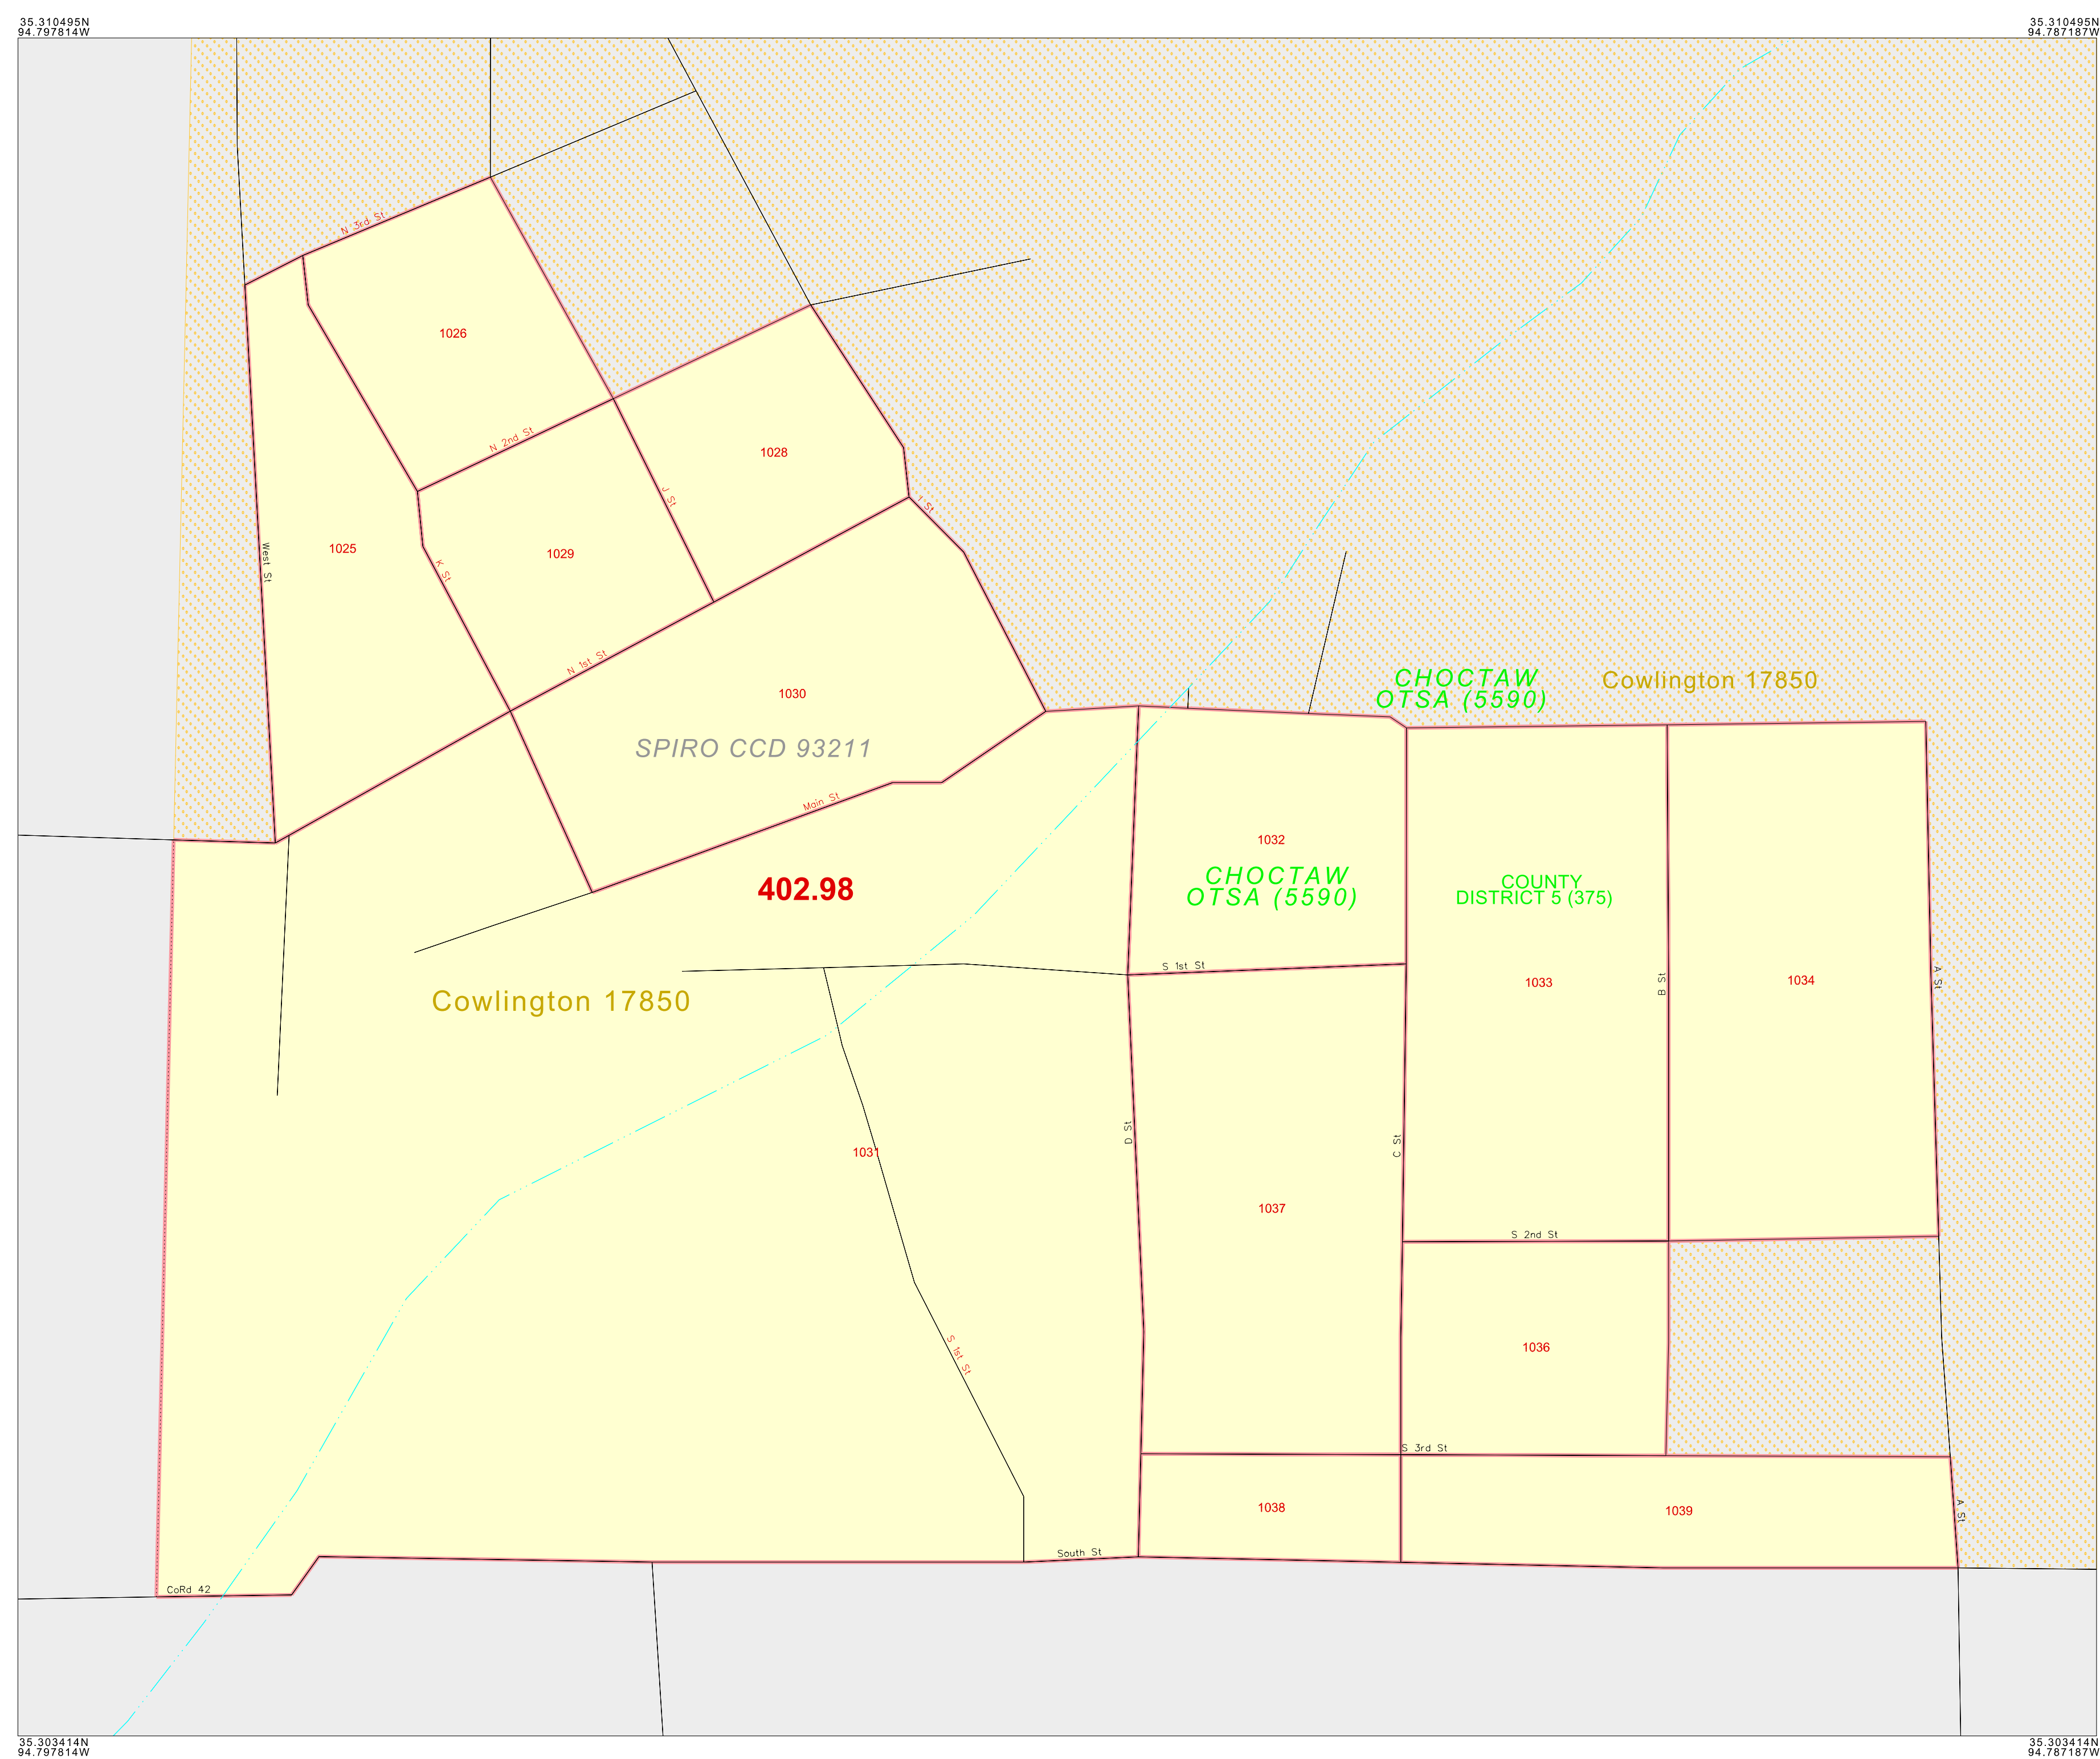 35.310495N
94.797814W
35.310495N
94.787187W
N 3rd St
1026
N 2nd St
1028
J St
I St
West St
1025
1029
K St
N 1st St
1030
CHOCTAW
OTSA (5590)
Cowlington 17850
SPIRO CCD 93211
Main St
1032
402.98
CHOCTAW
OTSA (5590)
COUNTY
DISTRICT 5 (375)
S 1st St
A St
B St
1033
1034
Cowlington 17850
D St
C St
1031
1037
S 2nd St
S 1st St
1036
S 3rd St
1038
1039
A St
South St
CoRd 42
35.303414N
94.797814W
35.303414N
94.787187W